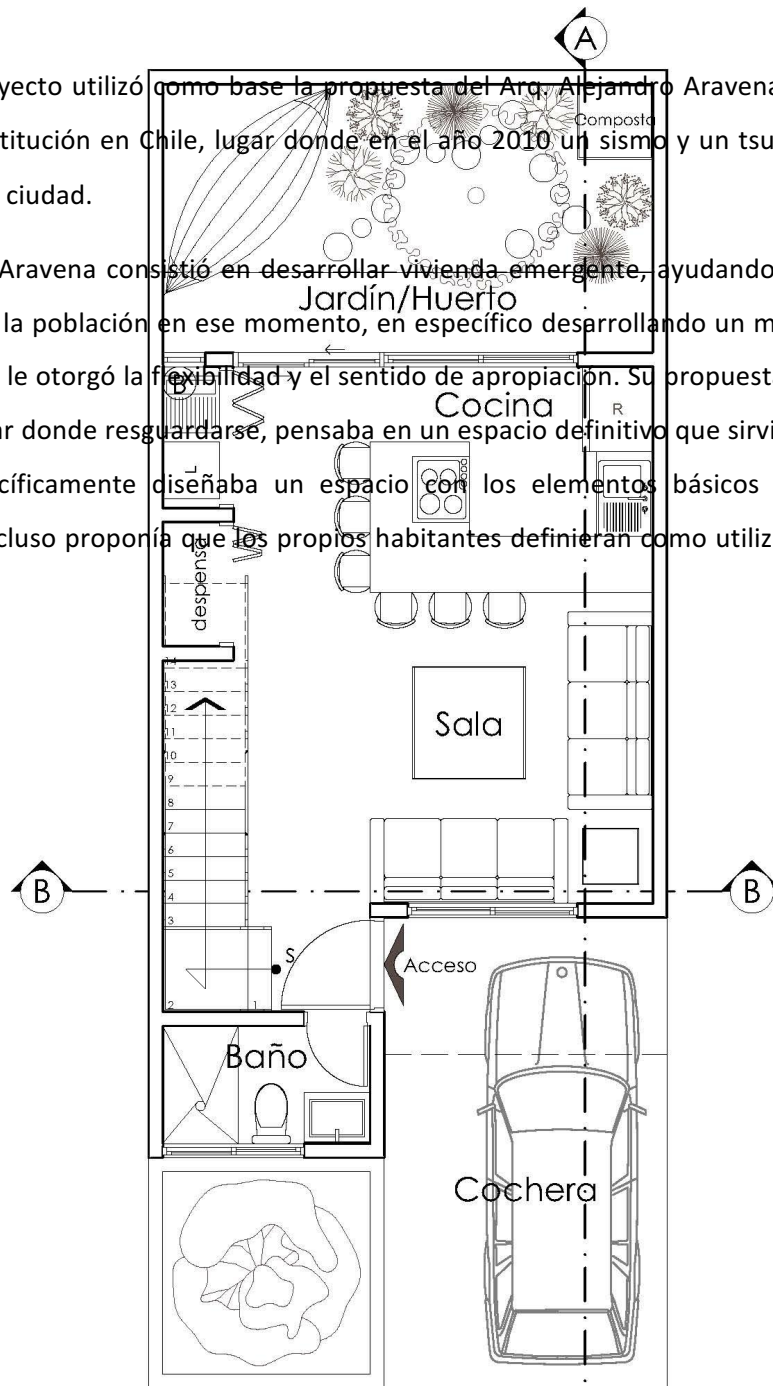 A
yecto utilizó como base la propuesta del Arq. Alejandro Aravena
Composta
titución en Chile, lugar donde en el año 2010 un sismo y un tsu
ciudad.
Aravena consistió en desarrollar vivienda emergente, ayudando
Jardín/Huerto
la población en ese momento, en específico desarrollando un m
le otorgó la flexibilidad y el sentido de apropiación. Su propuesta
B
Cocina
R
ar donde resguardarse, pensaba en un espacio definitivo que sirvi
L
cíficamente diseñaba un espacio con los elementos básicos
cluso proponía que los propios habitantes definieran como utiliz
despensa
14
13
12
11
10
9
8
7
6
5
4
3
2
1
Sala
B
B
S
Acceso
Baño
Cochera